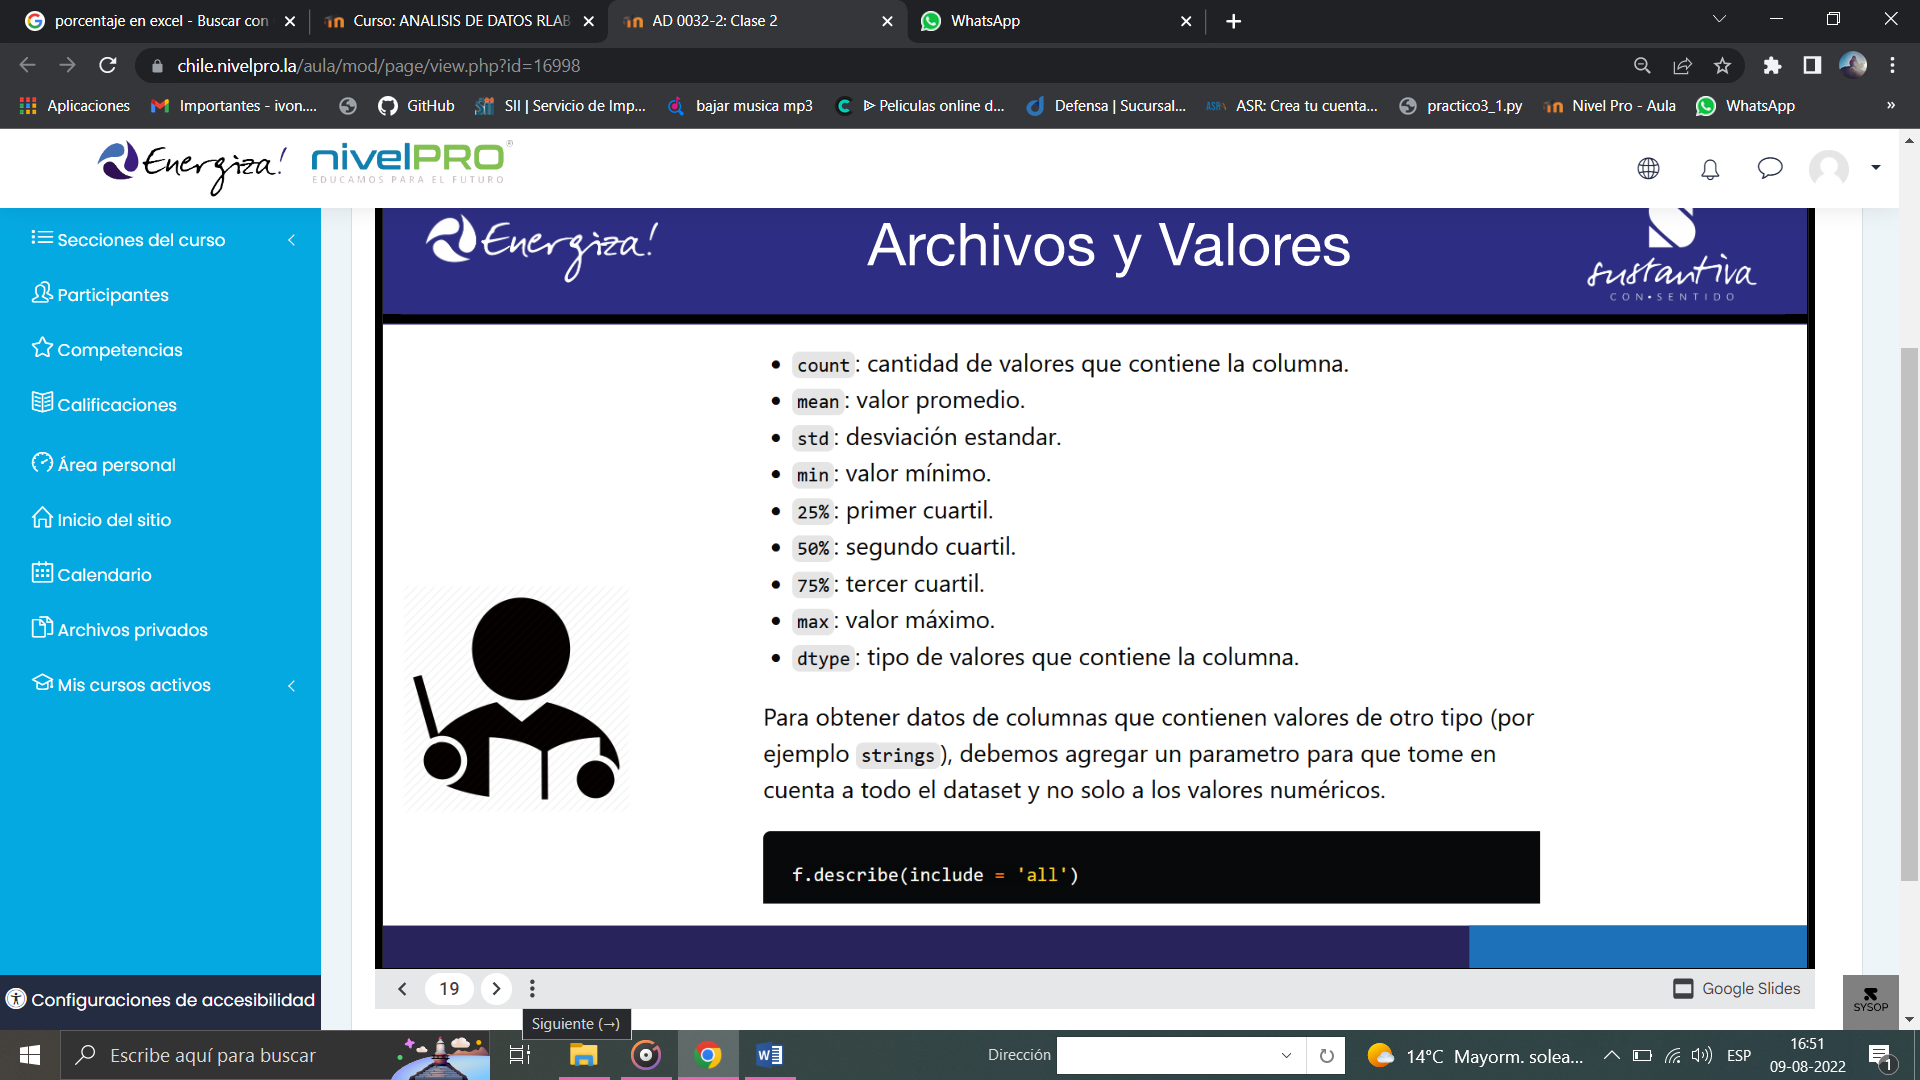 porcentaje en excel - Buscar con
Curso: ANALISIS DE DATOS RLAB
AD 0032-2: Clase 2
WhatsApp
chile.nivelpro.la/aula/mod/page/view.php?id=16998
Aplicaciones
Importantes - ivon....
GitHub
SII | Servicio de Imp...
bajar musica mp3
ᐅ Peliculas online d...
Defensa | Sucursal...
ASR: Crea tu cuenta...
practico3_1.py
Nivel Pro - Aula
WhatsApp
»
Energiza!
nivelPRO®
EDUCAMOS PARA EL FUTURO
Secciones del curso
Participantes
Competencias
Calificaciones
Área personal
Inicio del sitio
Calendario
Archivos privados
Mis cursos activos
Configuraciones de accesibilidad
Energiza!
Archivos y Valores
S
sustantiva
CON•SENTIDO
• count: cantidad de valores que contiene la columna.
• mean: valor promedio.
• std: desviación estandar.
• min: valor mínimo.
• 25%: primer cuartil.
• 50%: segundo cuartil.
• 75%: tercer cuartil.
• max: valor máximo.
• dtype: tipo de valores que contiene la columna.
Para obtener datos de columnas que contienen valores de otro tipo (por
ejemplo strings), debemos agregar un parametro para que tome en
cuenta a todo el dataset y no solo a los valores numéricos.
f.describe(include = 'all')
19
Google Slides
Siguiente (→)
SYSOP
Escribe aquí para buscar
Dirección
14°C Mayorm. solea...
ESP
16:51
09-08-2022
1